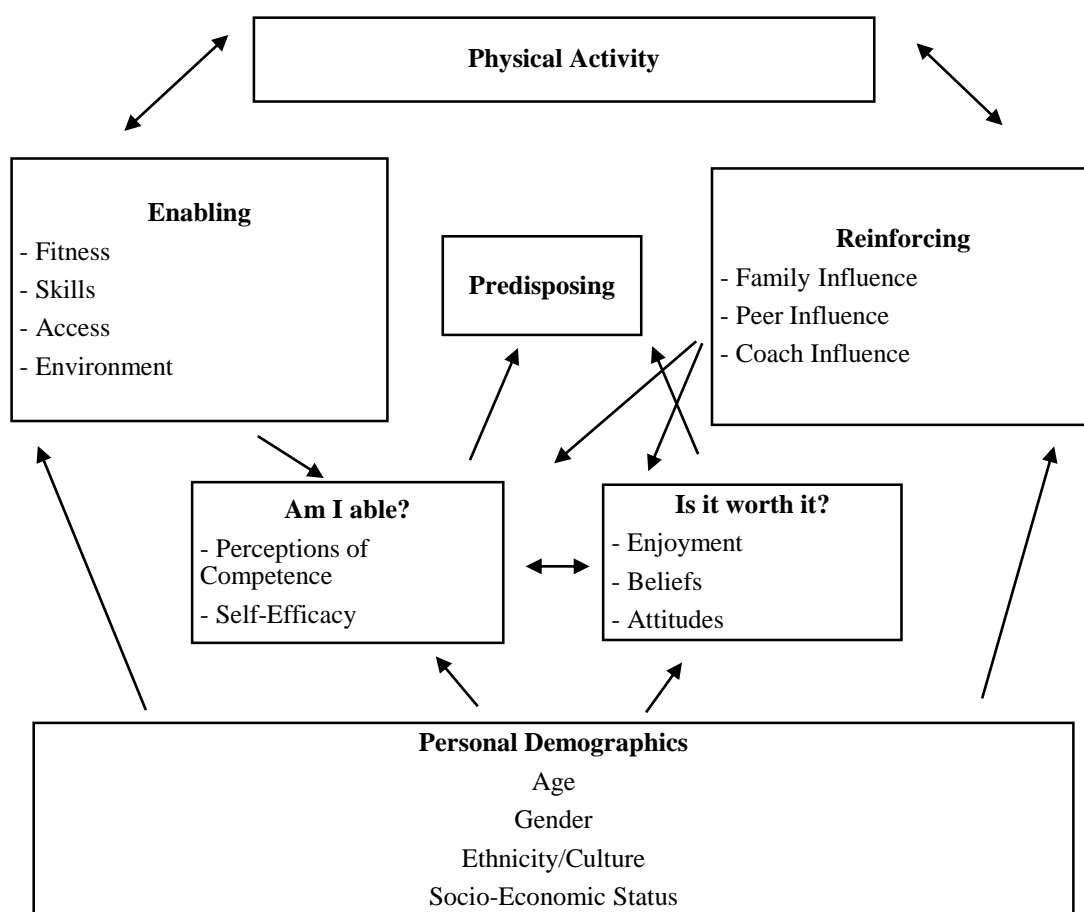 Physical Activity
Enabling
- Fitness
- Skills
- Access
- Environment
Predisposing
Reinforcing
- Family Influence
- Peer Influence
- Coach Influence
Am I able?
- Perceptions of
Competence
- Self-Efficacy
Is it worth it?
- Enjoyment
- Beliefs
- Attitudes
Personal Demographics
Age
Gender
Ethnicity/Culture
Socio-Economic Status